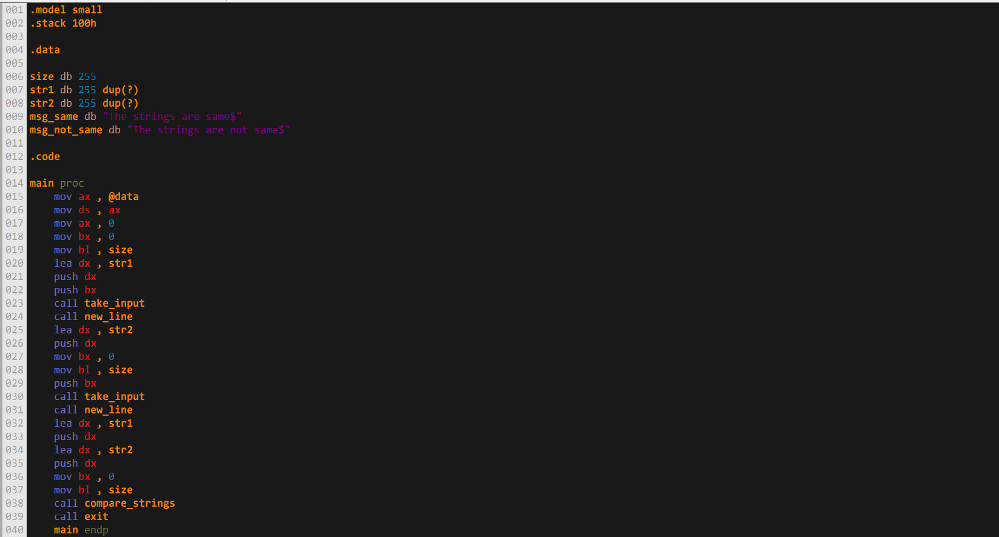 001 .model small
002 .stack 100h
003
004 .data
005
006 size db 255
007 str1 db 255 dup(?)
008 str2 db 255 dup(?)
009 msg_same db "The strings are same$"
010 msg_not_same db "The strings are not same$"
011
012 .code
013
014 main proc
015     mov ax , @data
016     mov ds , ax
017     mov ax , 0
018     mov bx , 0
019     mov bl , size
020     lea dx , str1
021     push dx
022     push bx
023     call take_input
024     call new_line
025     lea dx , str2
026     push dx
027     mov bx , 0
028     mov bl , size
029     push bx
030     call take_input
031     call new_line
032     lea dx , str1
033     push dx
034     lea dx , str2
035     push dx
036     mov bx , 0
037     mov bl , size
038     call compare_strings
039     call exit
040     main endp